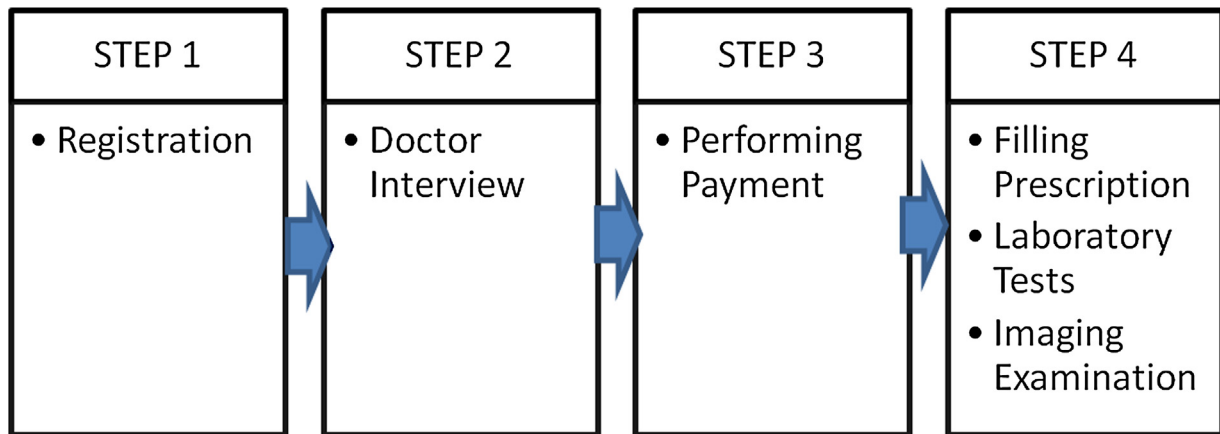 STEP 1
• Registration
STEP 2
• Doctor
Interview
STEP 3
• Performing
Payment
STEP 4
• Filling
Prescription
• Laboratory
Tests
• Imaging
Examination